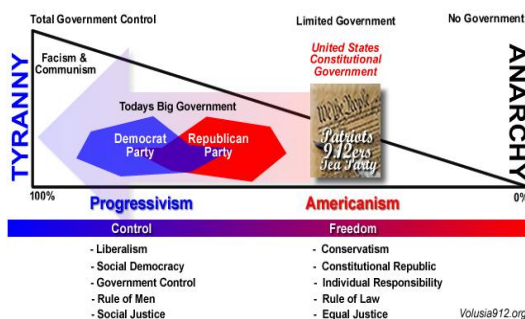 Total Government Control
Limited Government
No Government
TYRANNY
Facism &
Communism
United States
Constitutional
Government
ANARCHY
Todays Big Government
Democrat
Party
Republican
Party
We the People
Patriots
9.12ers
Tea Party
100%
0%
Progressivism
Americanism
Control
Freedom
- Liberalism
- Social Democracy
- Government Control
- Rule of Men
- Social Justice
- Conservatism
- Constitutional Republic
- Individual Responsibility
- Rule of Law
- Equal Justice
Volusia912.org